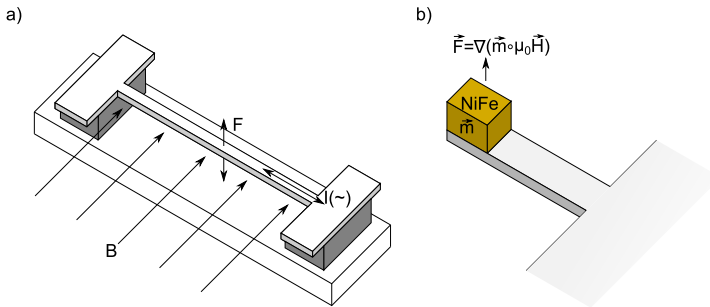 a)
F
I(~)
B
b)
F⃗=∇(m⃗∘μ₀H⃗)
NiFe
m⃗